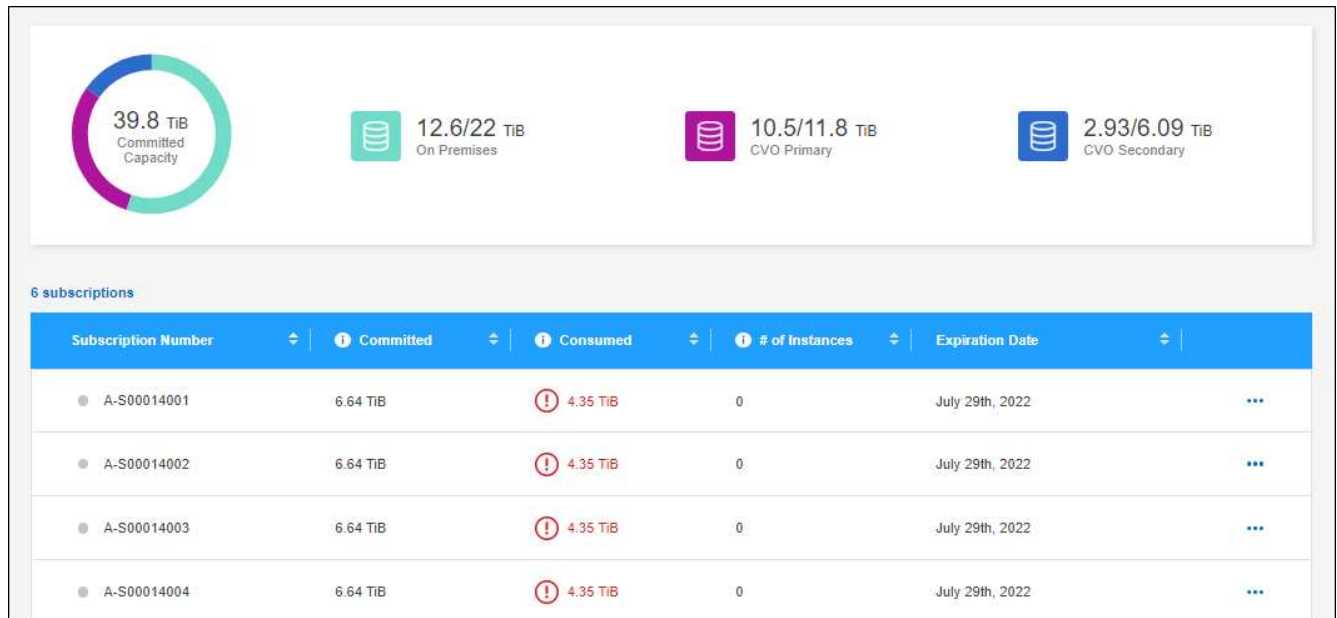 39.8 TiB
Committed
Capacity
12.6/22 TiB
On Premises
10.5/11.8 TiB
CVO Primary
2.93/6.09 TiB
CVO Secondary
6 subscriptions
Subscription Number Committed Consumed # of Instances Expiration Date
A-S00014001 6.64 TiB 4.35 TiB 0 July 29th, 2022
A-S00014002 6.64 TiB 4.35 TiB 0 July 29th, 2022
A-S00014003 6.64 TiB 4.35 TiB 0 July 29th, 2022
A-S00014004 6.64 TiB 4.35 TiB 0 July 29th, 2022